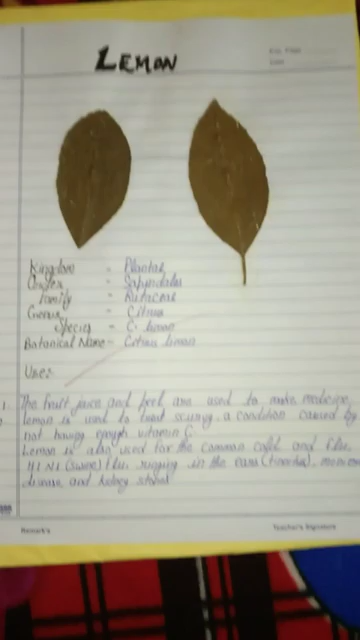 LEMON
Date
Kingdom - Plantae
Order - Sapindales
Family - Rutaceae
Genus - Citrus
Species - C. limon
Botanical Name - Citrus limon
Uses:
1. The fruit juice and peel are used to make medicine.
lemon is used to treat scurvy, a condition caused by
not having enough vitamin C.
Lemon is also used for the common cold and flu,
H1N1 (swine) flu, ringing in the ears (tinnitus),
disease, and kidney stones.
Remark's
Teacher's Signature